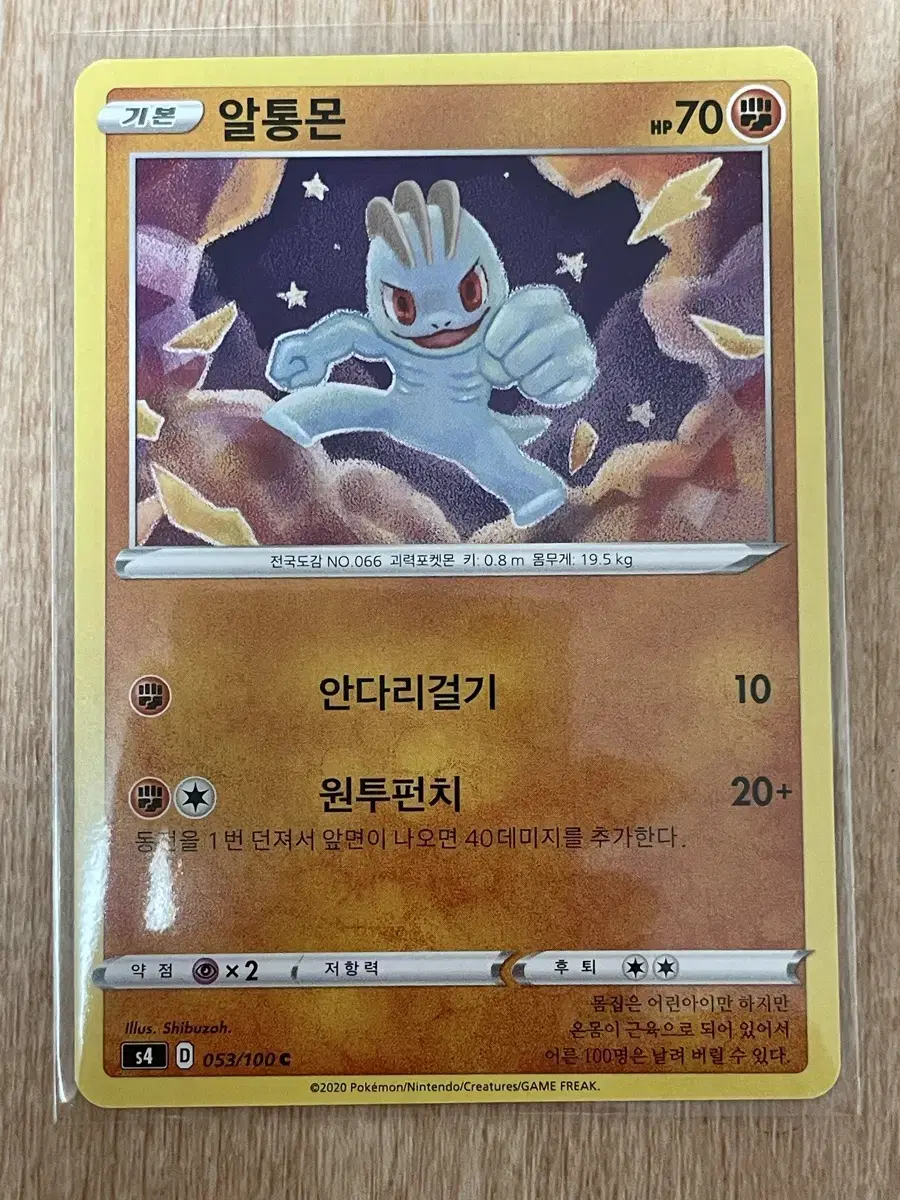 기본 알통몬 HP 70
전국도감 NO.066 괴력포켓몬 키: 0.8 m 몸무게: 19.5 kg
안다리걸기 10
원투펀치 20+
동전을 1번 던져서 앞면이 나오면 40데미지를 추가한다.
약점 ×2 저항력 후퇴
몸집은 어린아이만 하지만
온몸이 근육으로 되어 있어서
어른 100명은 날려 버릴 수 있다.
Illus. Shibuzoh.
s4 D 053/100 C
©2020 Pokémon/Nintendo/Creatures/GAME FREAK.